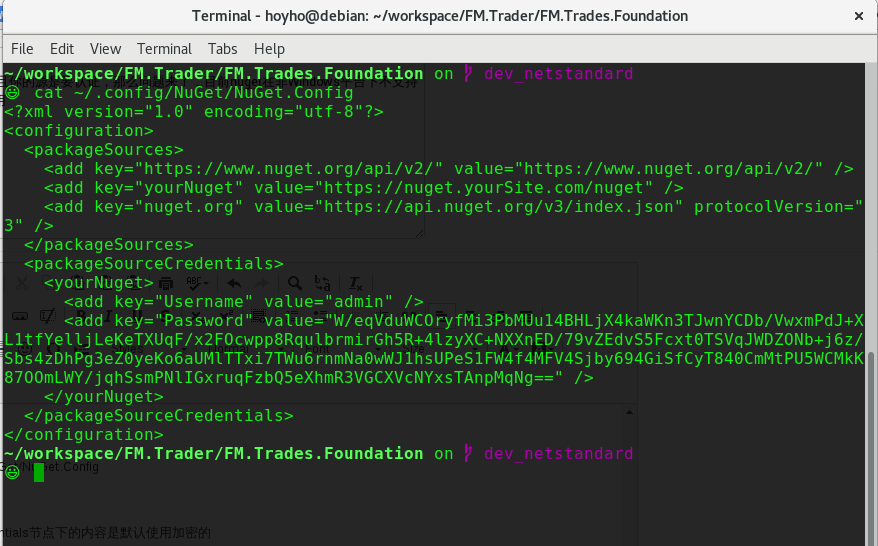 Terminal - hoyho@debian: ~/workspace/FM.Trader/FM.Trades.Foundation
File Edit View Terminal Tabs Help
~/workspace/FM.Trader/FM.Trades.Foundation on dev_netstandard
cat ~/.config/NuGet/NuGet.Config
<?xml version="1.0" encoding="utf-8"?>
<configuration>
<packageSources>
<add key="https://www.nuget.org/api/v2/" value="https://www.nuget.org/api/v2/" />
<add key="yourNuget" value="https://nuget.yourSite.com/nuget" />
<add key="nuget.org" value="https://api.nuget.org/v3/index.json" protocolVersion="
3" />
</packageSources>
<packageSourceCredentials>
<yourNuget>
<add key="Username" value="admin" />
<add key="Password" value="W/eqVduWCOryfMi3PbMUu14BHLjX4kaWKn3TJwnYCDb/VwxmPdJ+X
L1tfYelljLeKeTXUqF/x2FOcwpp8RqulbrmirGh5R+4lzyXC+NXXnED/79vZEdvS5Fcxt0TSVqJWDZONb+j6z/
Sbs4zDhPg3eZ0yeKo6aUMlTTxi7TWu6rnmNa0wWJ1hsUPeS1FW4f4MFV4Sjby694GiSfCyT840CmMtPU5WCMkK
87OOmLWY/jqhSsmPNlIGxruqFzbQ5eXhmR3VGCXVcNYxsTAnpMqNg==" />
</yourNuget>
</packageSourceCredentials>
</configuration>
~/workspace/FM.Trader/FM.Trades.Foundation on dev_netstandard
Get/NuGet.Config
ntials节点下的内容是默认使用加密的